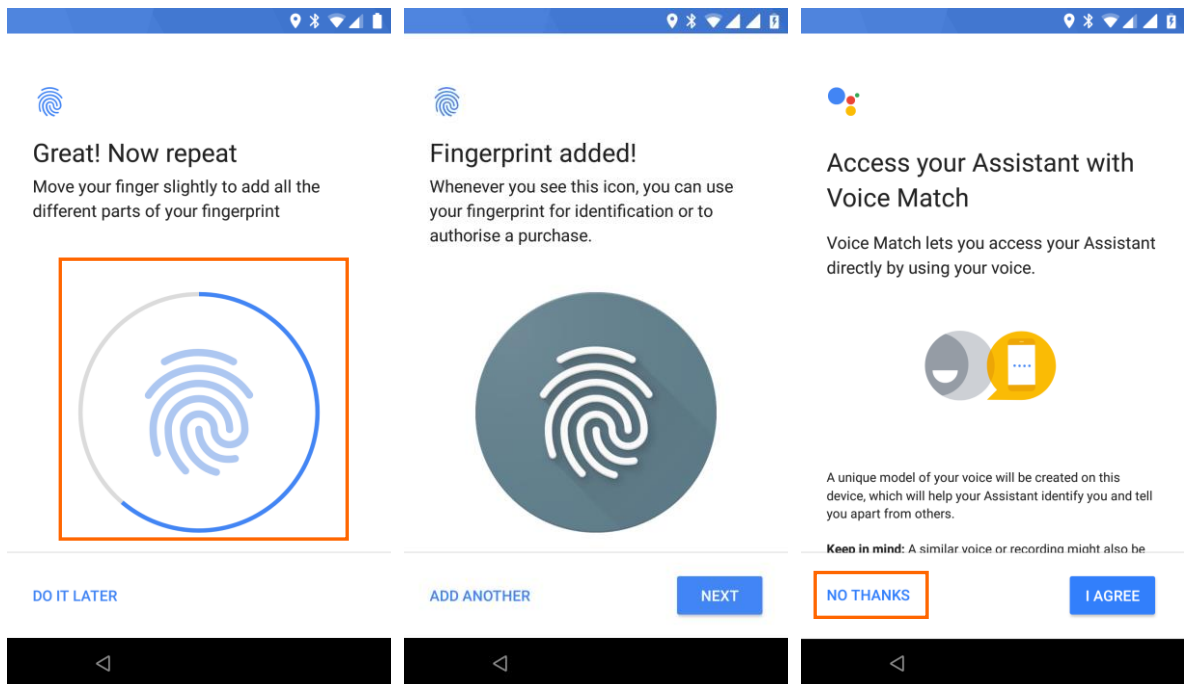 Great! Now repeat
Move your finger slightly to add all the
different parts of your fingerprint
DO IT LATER
Fingerprint added!
Whenever you see this icon, you can use
your fingerprint for identification or to
authorise a purchase.
ADD ANOTHER
NEXT
Access your Assistant with
Voice Match
Voice Match lets you access your Assistant
directly by using your voice.
A unique model of your voice will be created on this
device, which will help your Assistant identify you and tell
you apart from others.
Keep in mind: A similar voice or recording might also be
NO THANKS
I AGREE